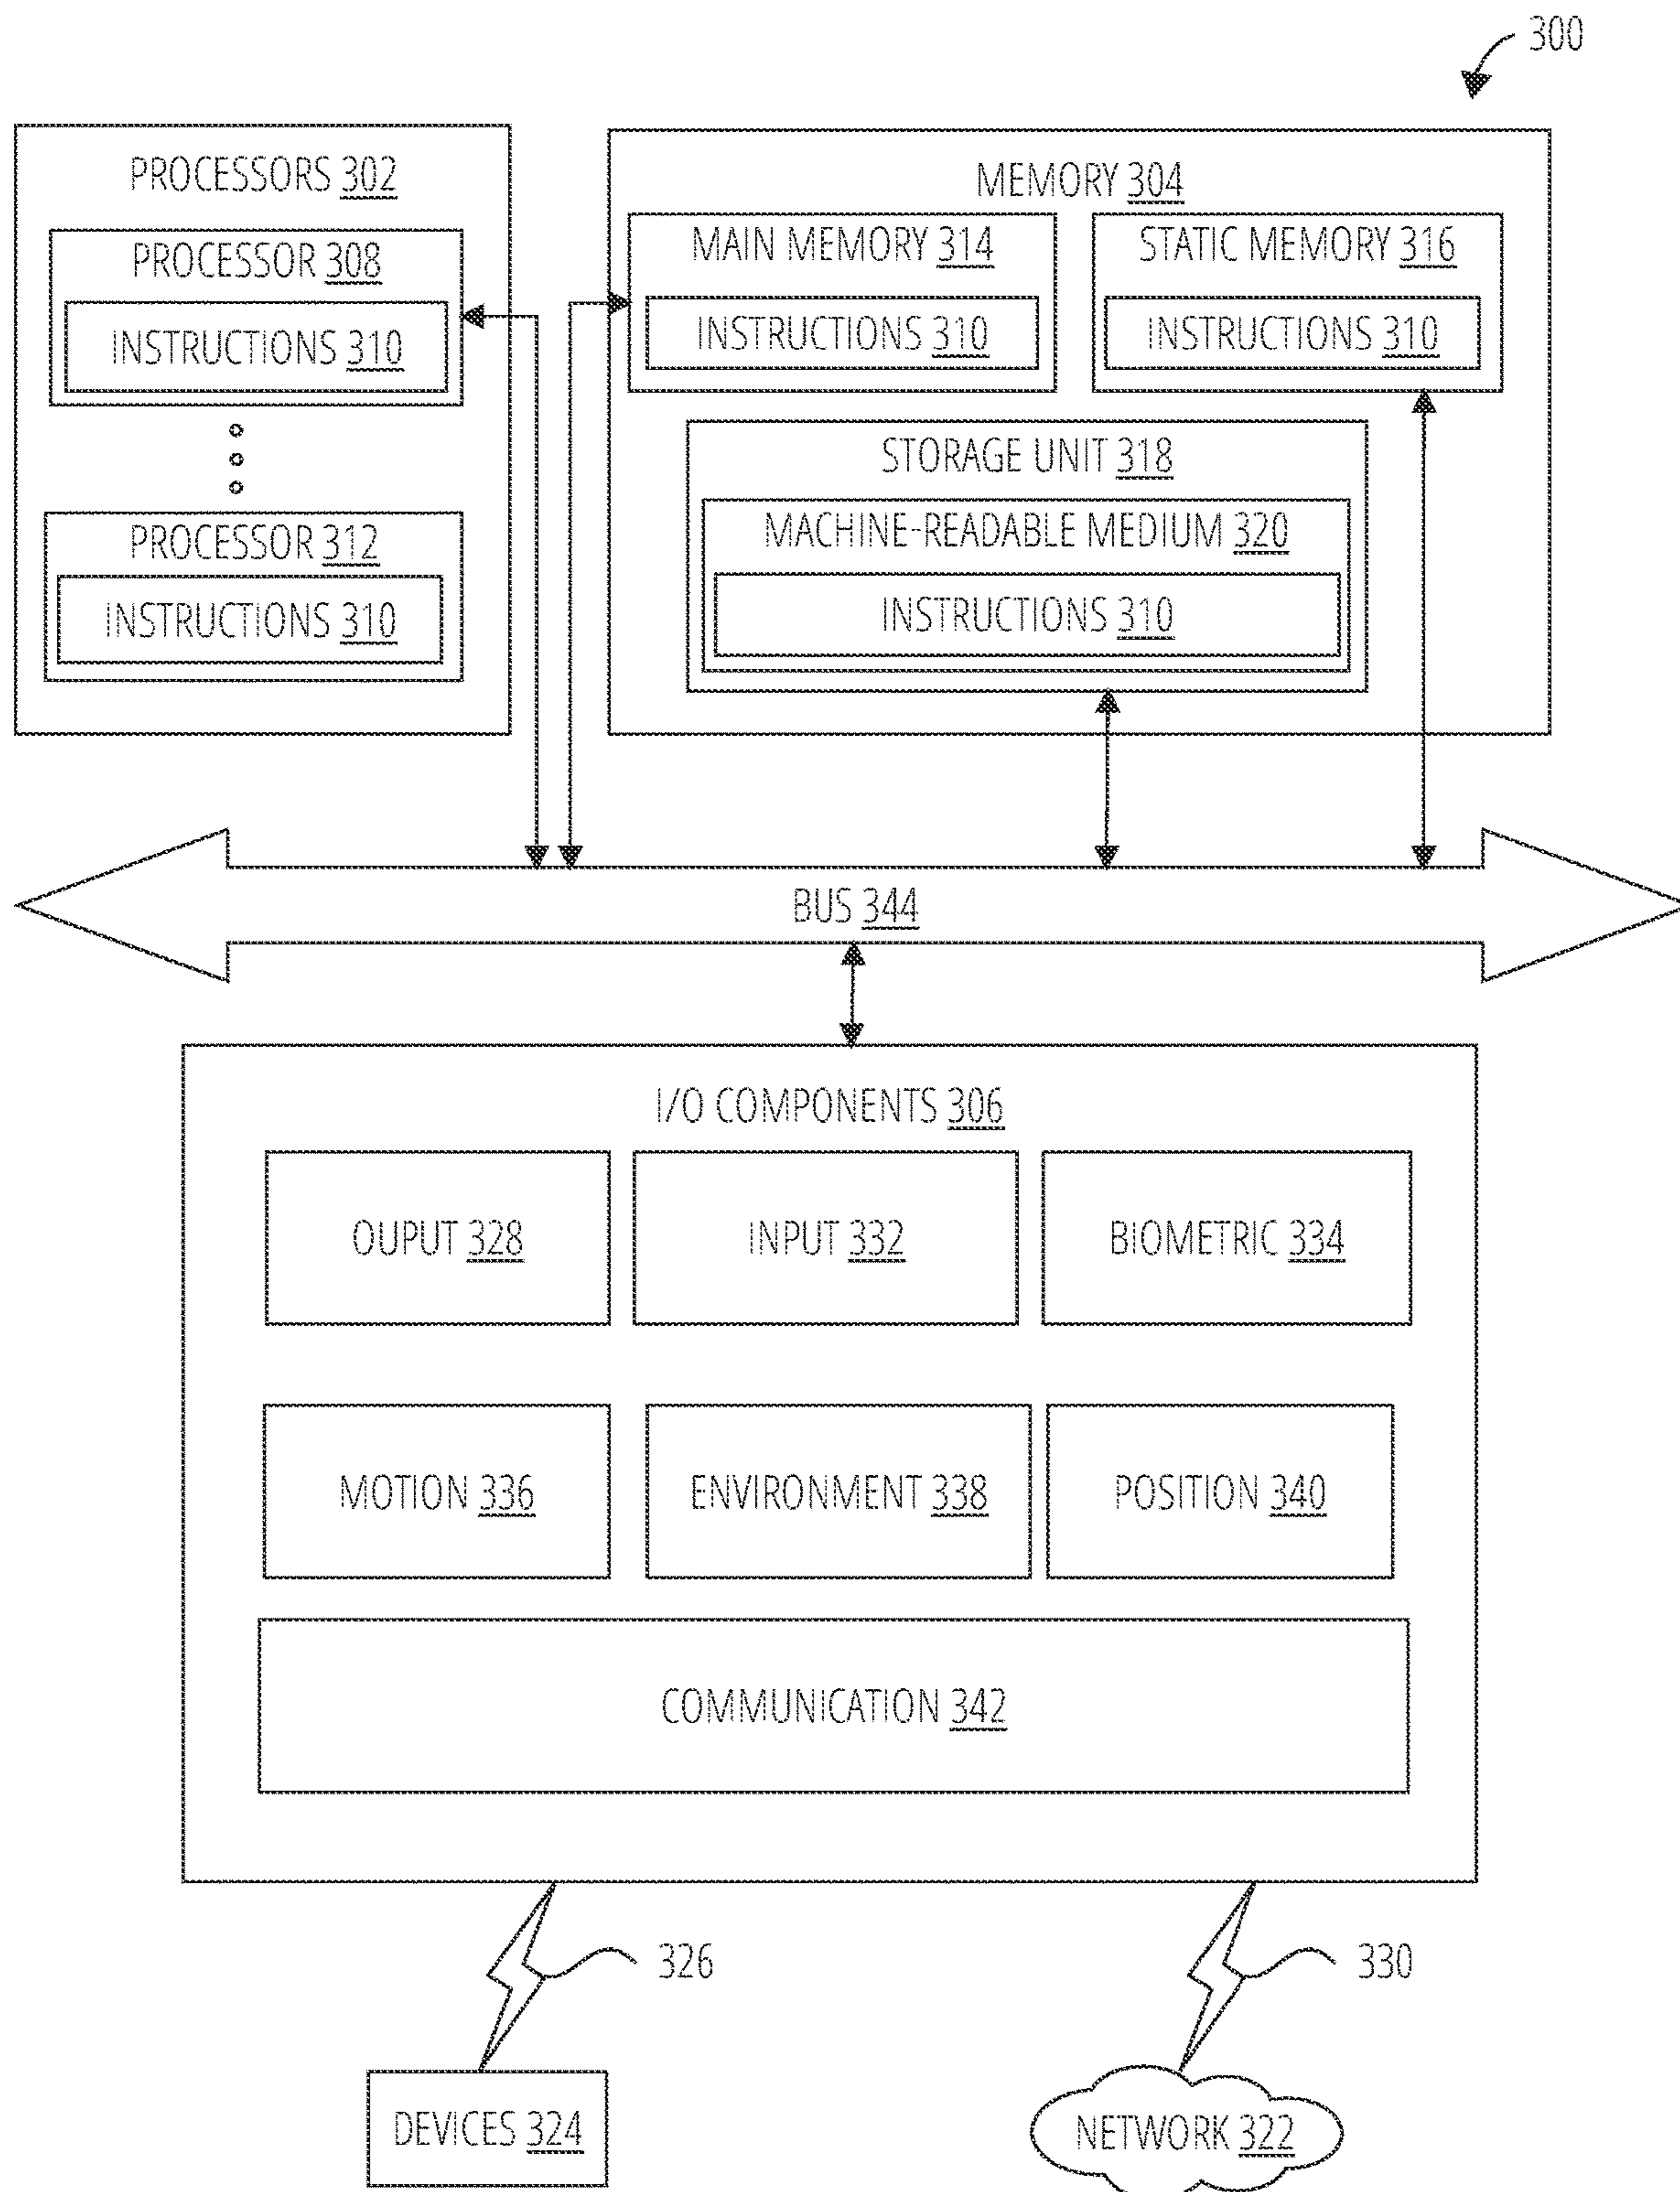 300
PROCESSORS 302
PROCESSOR 308
INSTRUCTIONS 310
PROCESSOR 312
INSTRUCTIONS 310
MEMORY 304
MAIN MEMORY 314
INSTRUCTIONS 310
STATIC MEMORY 316
INSTRUCTIONS 310
STORAGE UNIT 318
MACHINE-READABLE MEDIUM 320
INSTRUCTIONS 310
BUS 344
I/O COMPONENTS 306
OUPUT 328
INPUT 332
BIOMETRIC 334
MOTION 336
ENVIRONMENT 338
POSITION 340
COMMUNICATION 342
326
330
DEVICES 324
NETWORK 322